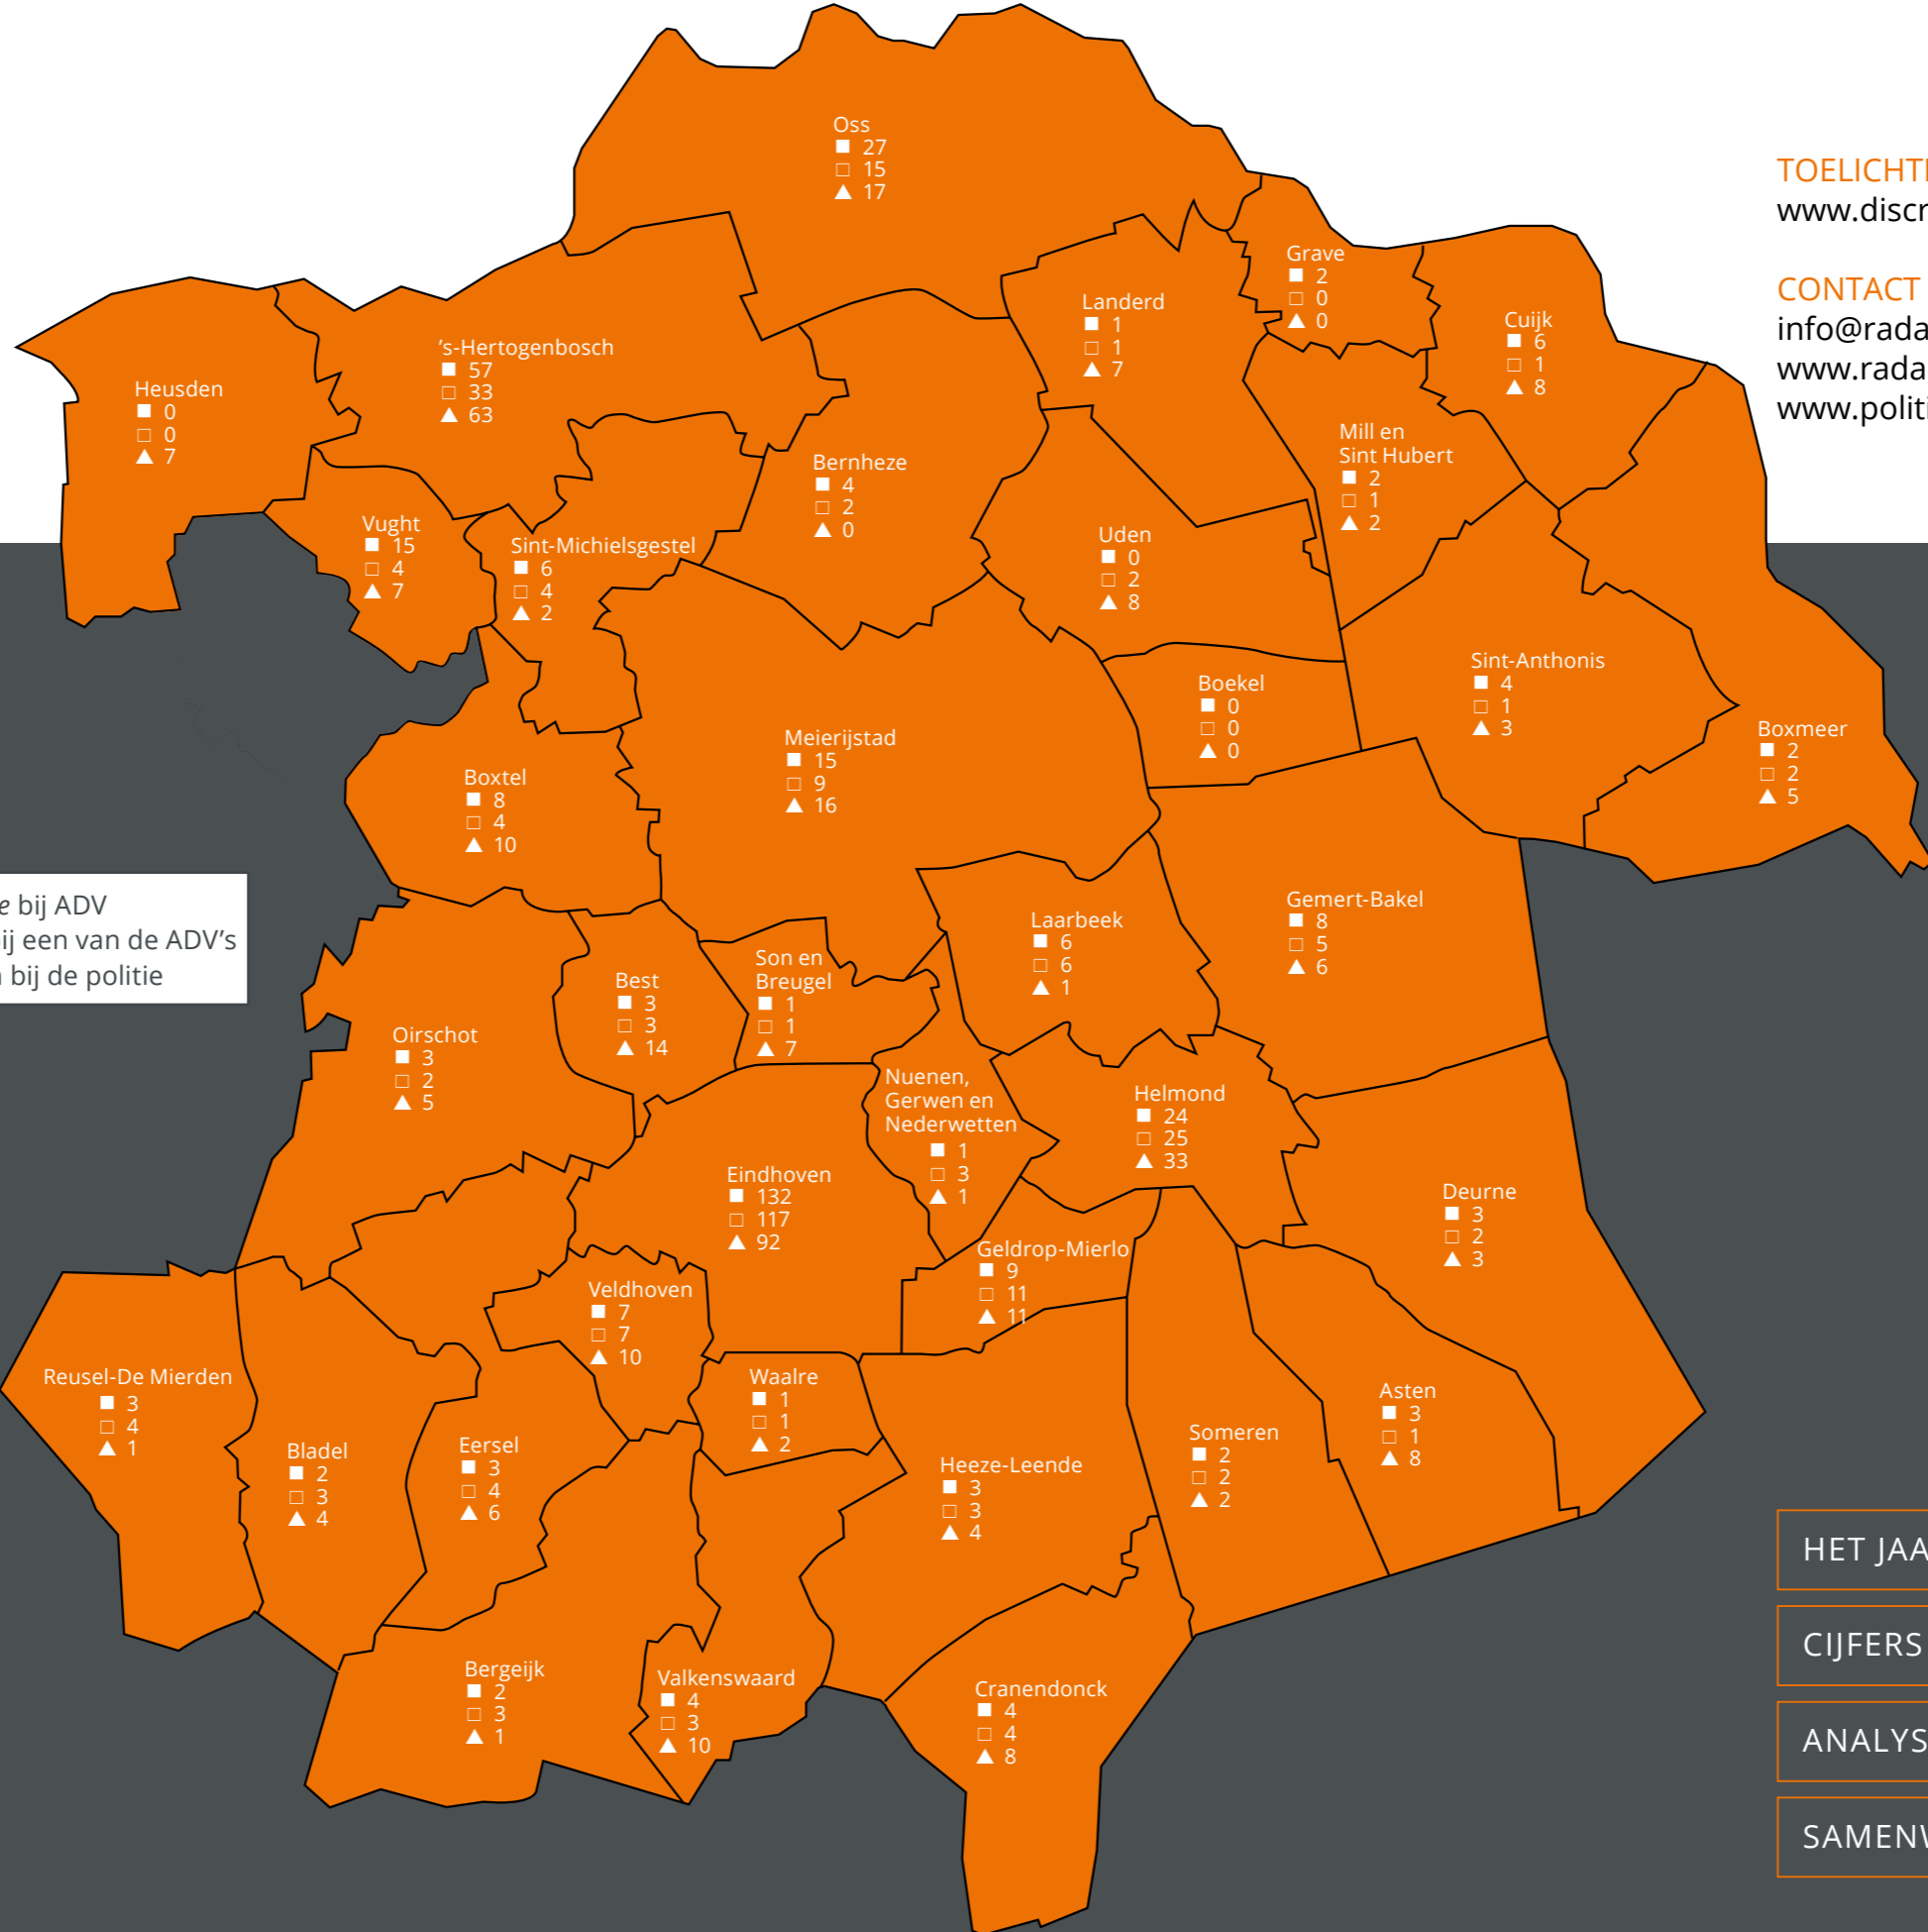 Oss
■ 27
□ 15
▲ 17
TOELICHT
www.discr
CONTACT
info@rada
www.rada
www.politi
Grave
■ 2
□ 0
▲ 0
Landerd
■ 1
□ 1
▲ 7
Cuijk
■ 6
□ 1
▲ 8
's-Hertogenbosch
■ 57
□ 33
▲ 63
Heusden
■ 0
□ 0
▲ 7
Mill en
Sint Hubert
■ 2
□ 1
▲ 2
Bernheze
■ 4
□ 2
▲ 0
Vught
■ 15
□ 4
▲ 7
Sint-Michielsgestel
■ 6
□ 4
▲ 2
Uden
■ 0
□ 2
▲ 8
Sint-Anthonis
■ 4
□ 1
▲ 3
Boekel
■ 0
□ 0
▲ 0
Boxmeer
■ 2
□ 2
▲ 5
Meierijstad
■ 15
□ 9
▲ 16
Boxtel
■ 8
□ 4
▲ 10
e bij ADV
ij een van de ADV's
bij de politie
Gemert-Bakel
■ 8
□ 5
▲ 6
Laarbeek
■ 6
□ 6
▲ 1
Son en
Breugel
■ 1
□ 1
▲ 7
Best
■ 3
□ 3
▲ 14
Oirschot
■ 3
□ 2
▲ 5
Nuenen,
Gerwen en
Nederwetten
■ 1
□ 3
▲ 1
Helmond
■ 24
□ 25
▲ 33
Eindhoven
■ 132
□ 117
▲ 92
Deurne
■ 3
□ 2
▲ 3
Geldrop-Mierlo
■ 9
□ 11
▲ 11
Veldhoven
■ 7
□ 7
▲ 10
Reusel-De Mierden
■ 3
□ 4
▲ 1
Waalre
■ 1
□ 1
▲ 2
Asten
■ 3
□ 1
▲ 8
Someren
■ 2
□ 2
▲ 2
Eersel
■ 3
□ 4
▲ 6
Bladel
■ 2
□ 3
▲ 4
Heeze-Leende
■ 3
□ 3
▲ 4
HET JAA
CIJFERS
ANALYS
SAMENW
Bergeijk
■ 2
□ 3
▲ 1
Valkenswaard
■ 4
□ 3
▲ 10
Cranendonck
■ 4
□ 4
▲ 8